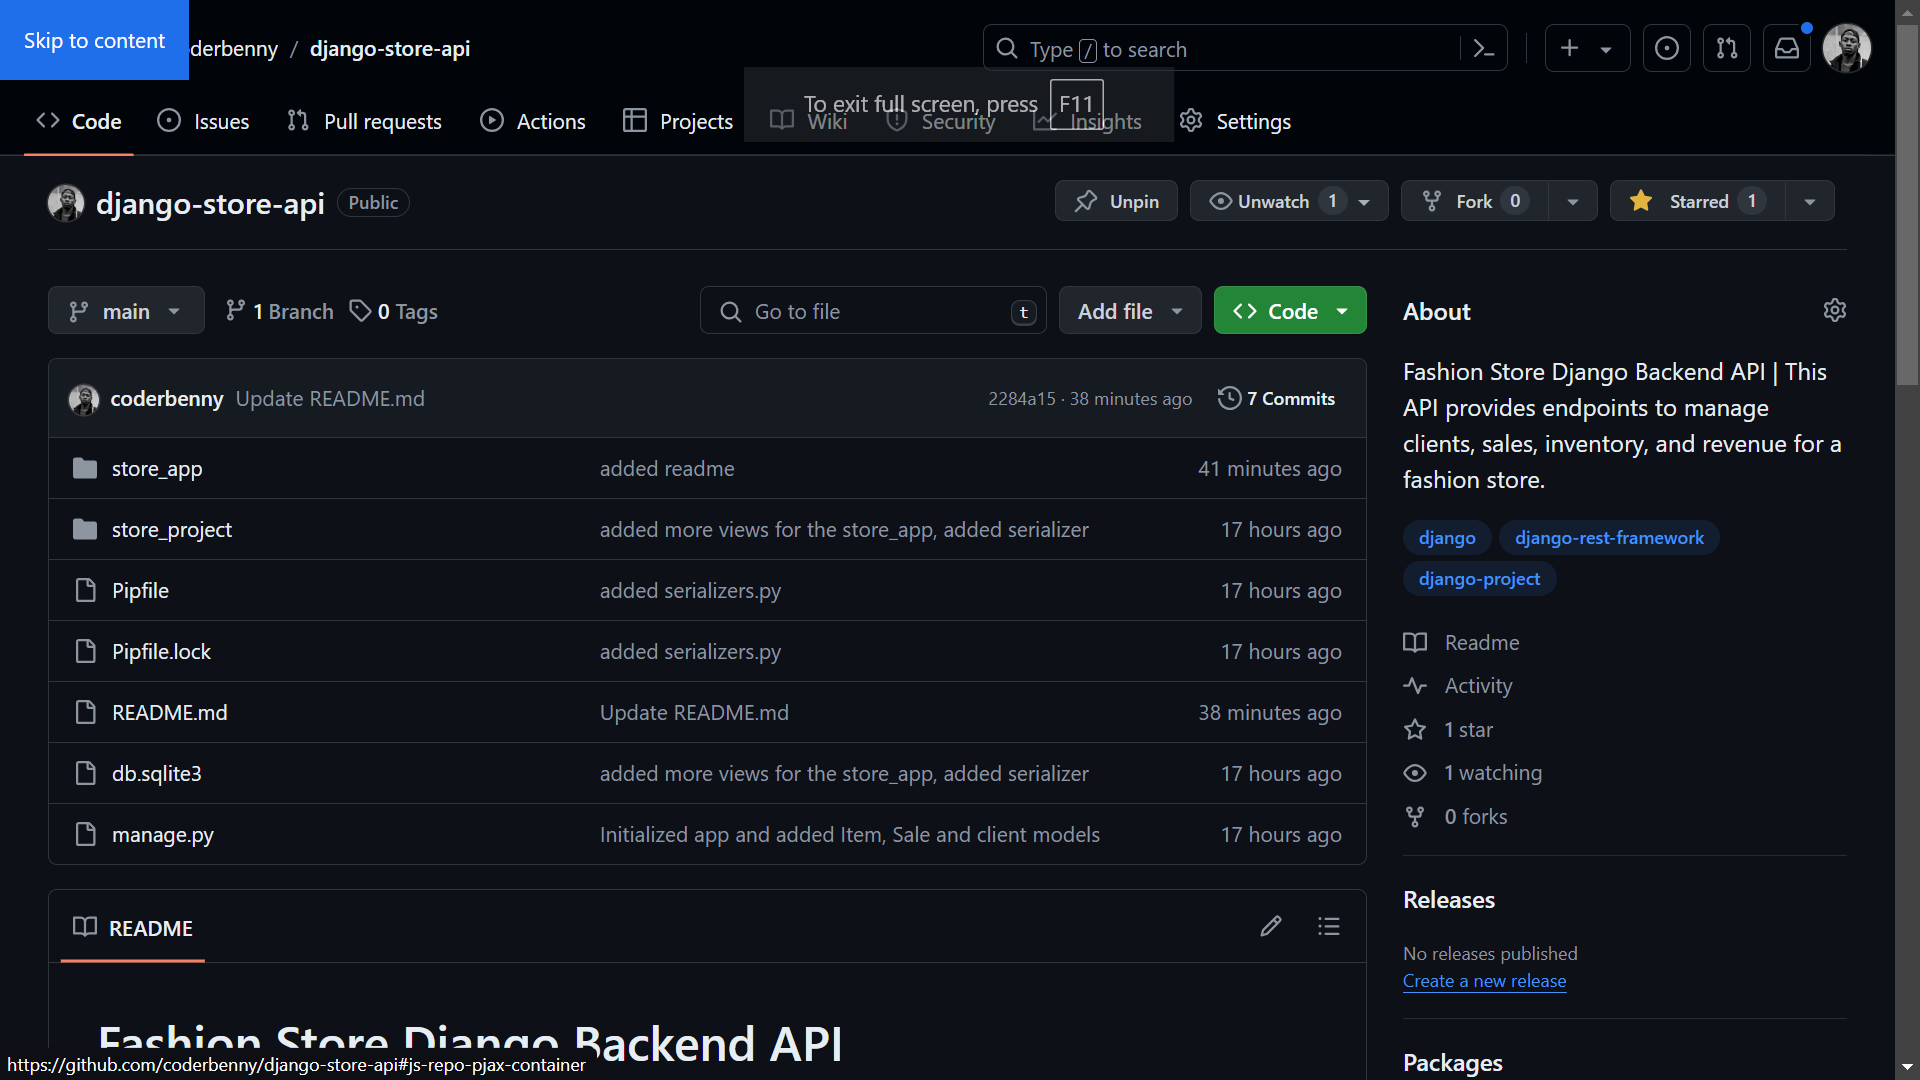 Skip to content
derbenny / django-store-api
Type / to search
To exit full screen, press F11
Code
Issues
Pull requests
Actions
Projects
Wiki
Security
Insights
Settings
django-store-api Public
Unpin
Unwatch 1
Fork 0
Starred 1
main
1 Branch
0 Tags
Go to file t
Add file
Code
coderbenny Update README.md 2284a15 · 38 minutes ago 7 Commits
store_app added readme 41 minutes ago
store_project added more views for the store_app, added serializer 17 hours ago
Pipfile added serializers.py 17 hours ago
Pipfile.lock added serializers.py 17 hours ago
README.md Update README.md 38 minutes ago
db.sqlite3 added more views for the store_app, added serializer 17 hours ago
manage.py Initialized app and added Item, Sale and client models 17 hours ago
README
Fashion Store Django Backend API
About
Fashion Store Django Backend API | This
API provides endpoints to manage
clients, sales, inventory, and revenue for a
fashion store.
django django-rest-framework
django-project
Readme
Activity
1 star
1 watching
0 forks
Releases
No releases published
Create a new release
Packages
https://github.com/coderbenny/django-store-api#js-repo-pjax-container